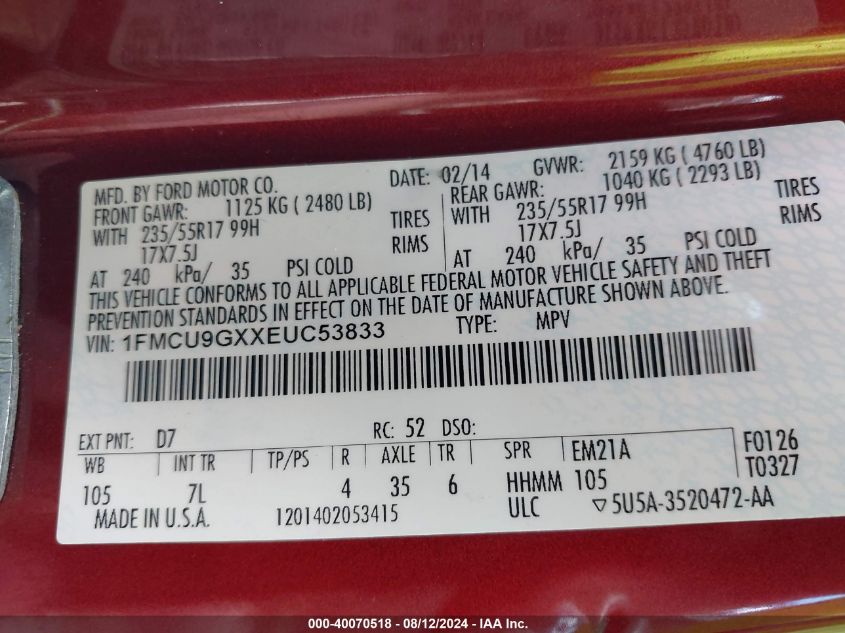 MFD. BY FORD MOTOR CO. DATE: 02/14 GVWR: 2159 KG ( 4760 LB)
FRONT GAWR: 1125 KG ( 2480 LB) REAR GAWR: 1040 KG ( 2293 LB)
WITH 235/55R17 99H TIRES WITH 235/55R17 99H TIRES
17X7.5J RIMS 17X7.5J RIMS
AT 240 kPa/ 35 PSI COLD AT 240 kPa/ 35 PSI COLD
THIS VEHICLE CONFORMS TO ALL APPLICABLE FEDERAL MOTOR VEHICLE SAFETY AND THEFT
PREVENTION STANDARDS IN EFFECT ON THE DATE OF MANUFACTURE SHOWN ABOVE.
VIN: 1FMCU9GXXEUC53833 TYPE: MPV
EXT PNT: D7 RC: 52 DSO:
WB INT TR TP/PS R AXLE TR SPR EM21A F0126
105 7L 4 35 6 HHMM 105 T0327
MADE IN U.S.A. 1201402053415 ULC ▽5U5A-3520472-AA
000-40070518 - 08/12/2024 - IAA Inc.